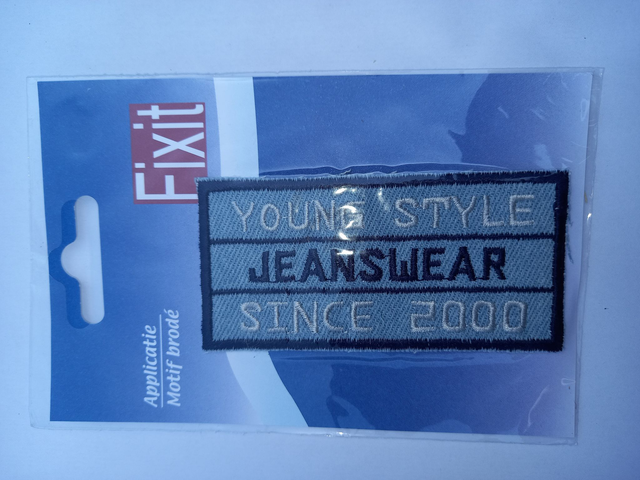 Fixit
YOUNG STYLE
JEANSWEAR
SINCE 2000
Applicatie
Motif brodé